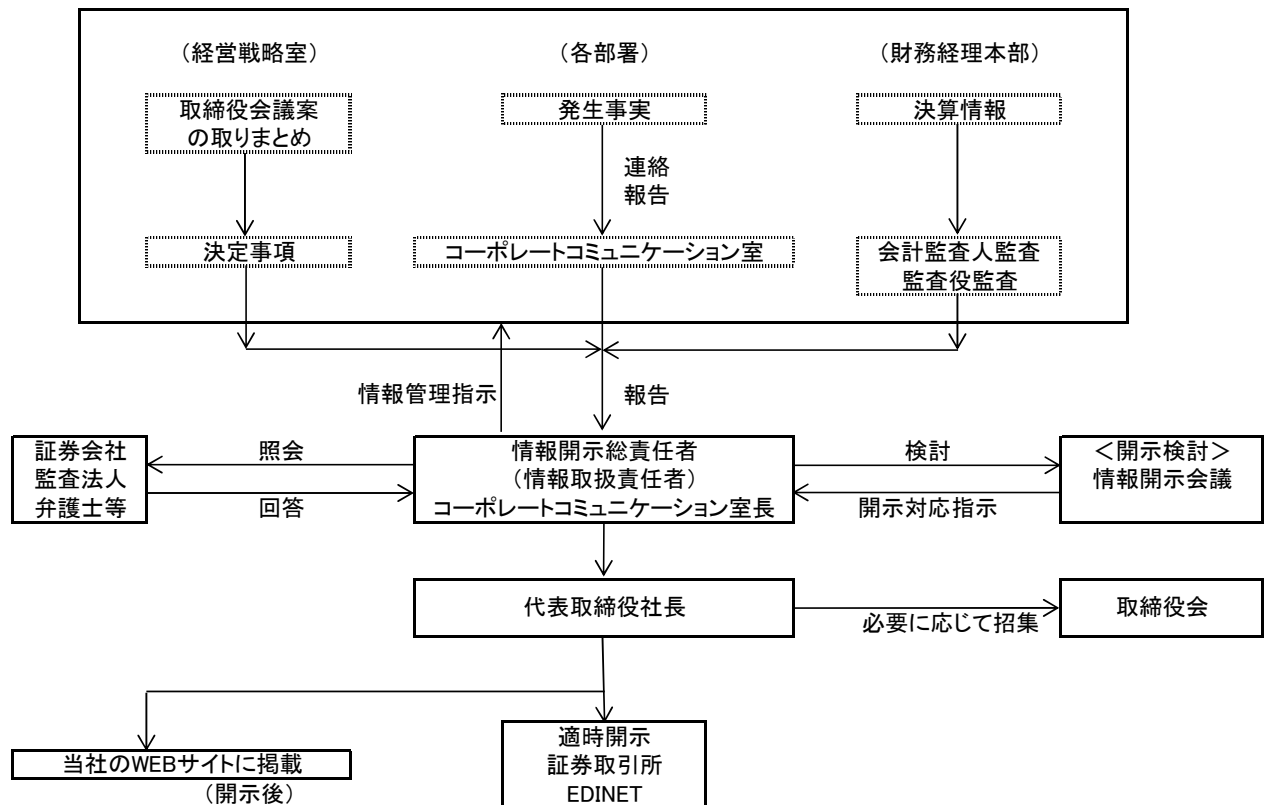 （経営戦略室）
（各部署）
（財務経理本部）
取締役会議案
の取りまとめ
発生事実
決算情報
連絡
報告
決定事項
コーポレートコミュニケーション室
会計監査人監査
監査役監査
情報管理指示
報告
証券会社
監査法人
弁護士等
照会
回答
情報開示総責任者
（情報取扱責任者）
コーポレートコミュニケーション室長
検討
開示対応指示
＜開示検討＞
情報開示会議
代表取締役社長
必要に応じて招集
取締役会
当社のWEBサイトに掲載
（開示後）
適時開示
証券取引所
EDINET